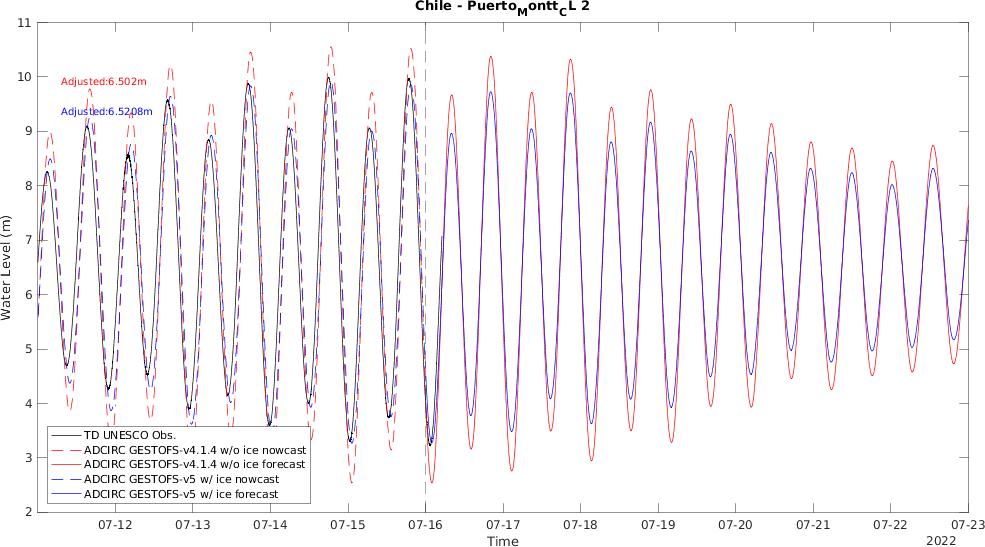 Chile - Puerto_Montt_CL 2
Adjusted:6.502m
Adjusted:6.5208m
Water Level (m)
11
10
9
8
7
6
5
4
3
2
TD UNESCO Obs.
ADCIRC GESTOFS-v4.1.4 w/o ice nowcast
ADCIRC GESTOFS-v4.1.4 w/o ice forecast
ADCIRC GESTOFS-v5 w/ ice nowcast
ADCIRC GESTOFS-v5 w/ ice forecast
07-12 07-13 07-14 07-15 07-16 07-17 07-18 07-19 07-20 07-21 07-22 07-23
Time
2022